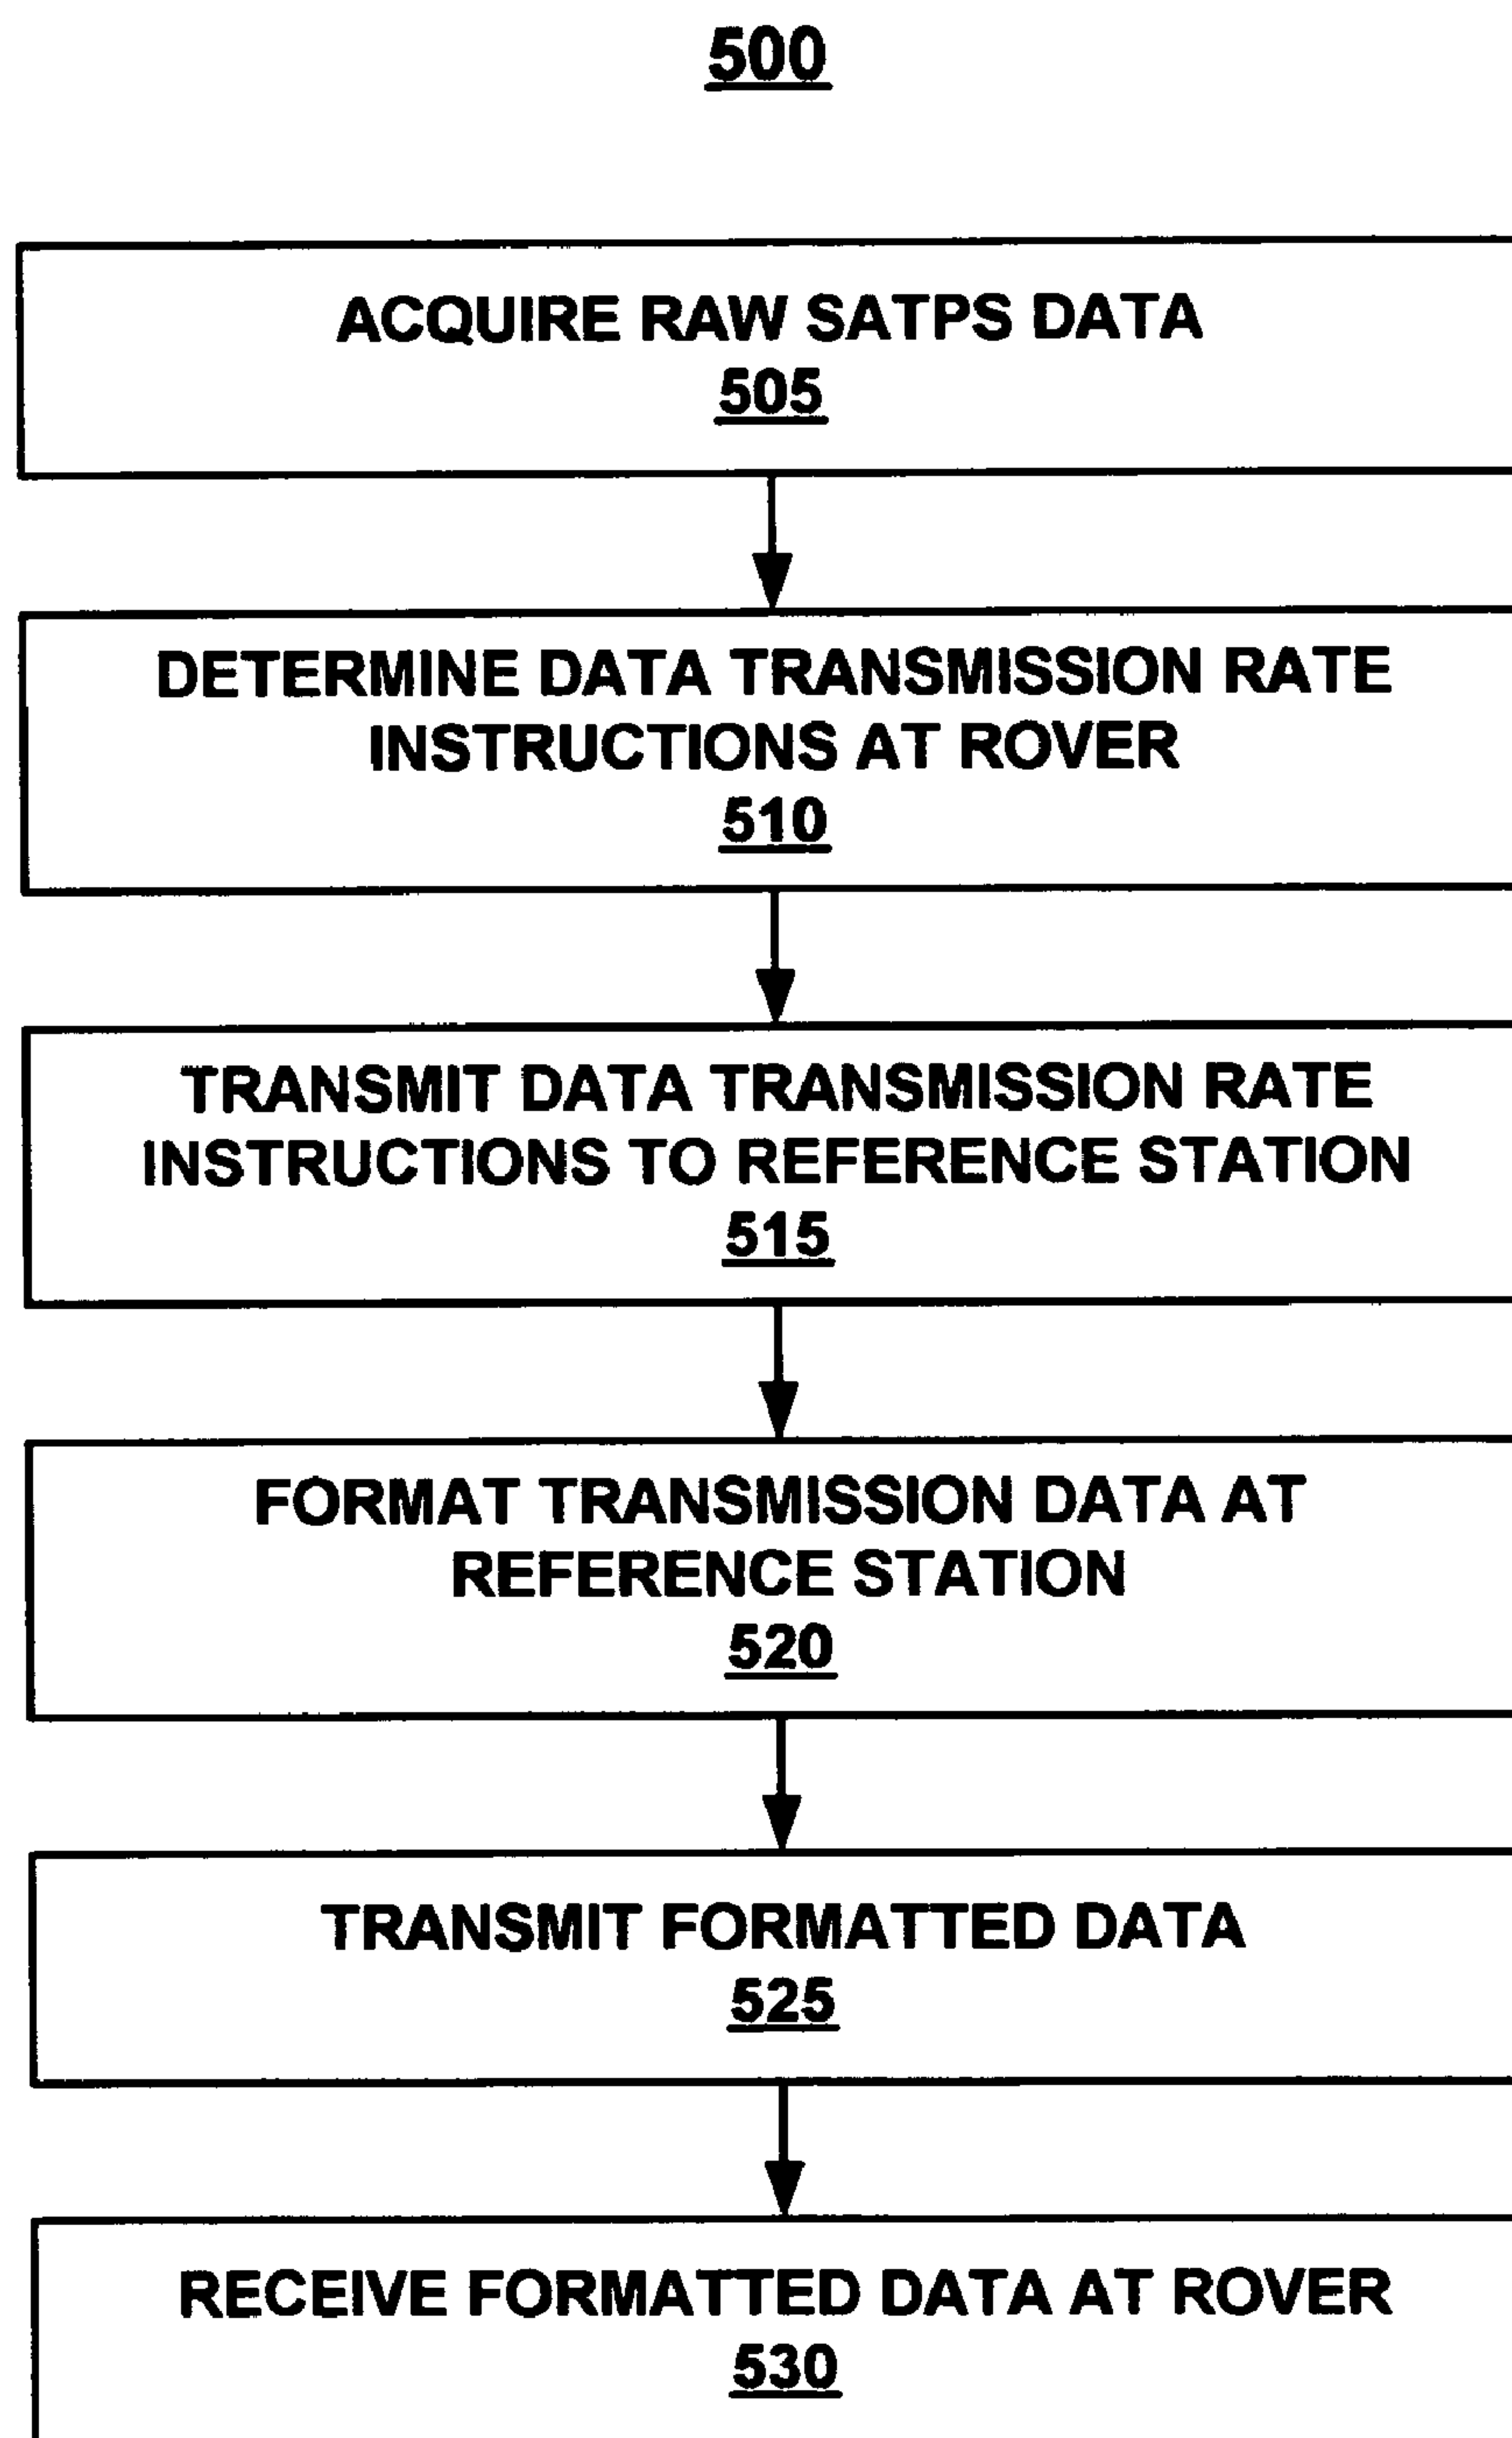 500
ACQUIRE RAW SATPS DATA
505
DETERMINE DATA TRANSMISSION RATE
INSTRUCTIONS AT ROVER
510
TRANSMIT DATA TRANSMISSION RATE
INSTRUCTIONS TO REFERENCE STATION
515
FORMAT TRANSMISSION DATA AT
REFERENCE STATION
520
TRANSMIT FORMATTED DATA
525
RECEIVE FORMATTED DATA AT ROVER
530